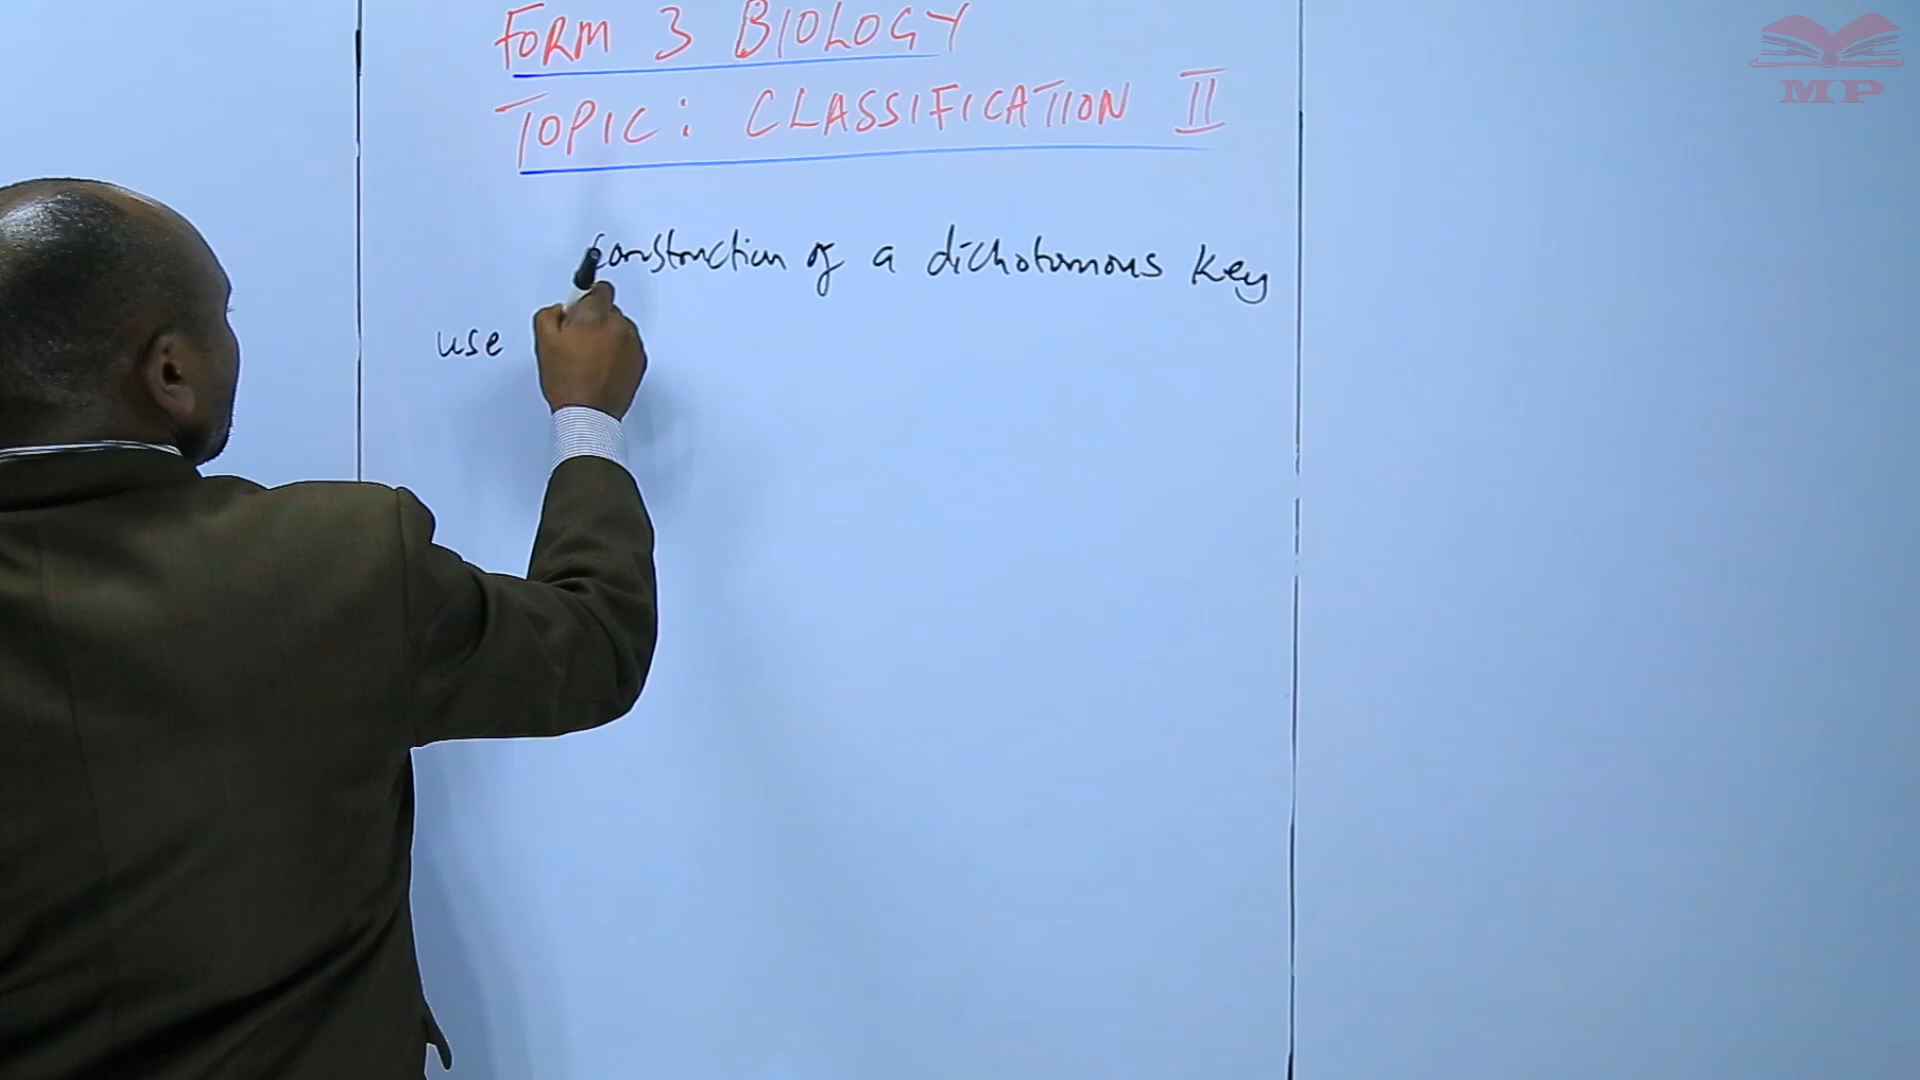 FORM 3 BIOLOGY
TOPIC: CLASSIFICATION II
Construction of a dichotomous key
use
MP